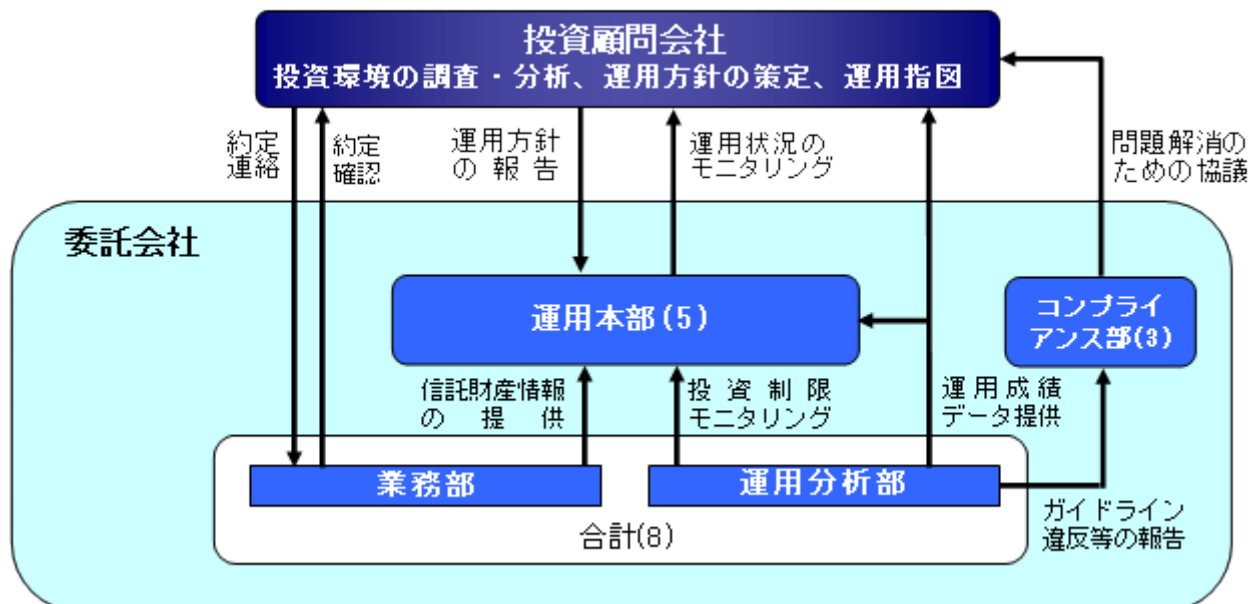 投資顧問会社
投資環境の調査・分析、運用方針の策定、運用指図
約定
連絡
約定
確認
運用方針
の報告
運用状況の
モニタリング
問題解消の
ための協議
委託会社
運用本部(5)
コンプライ
アンス部(3)
信託財産情報
の提供
投資制限
モニタリング
運用成績
データ提供
業務部
運用分析部
合計(8)
ガイドライン
違反等の報告